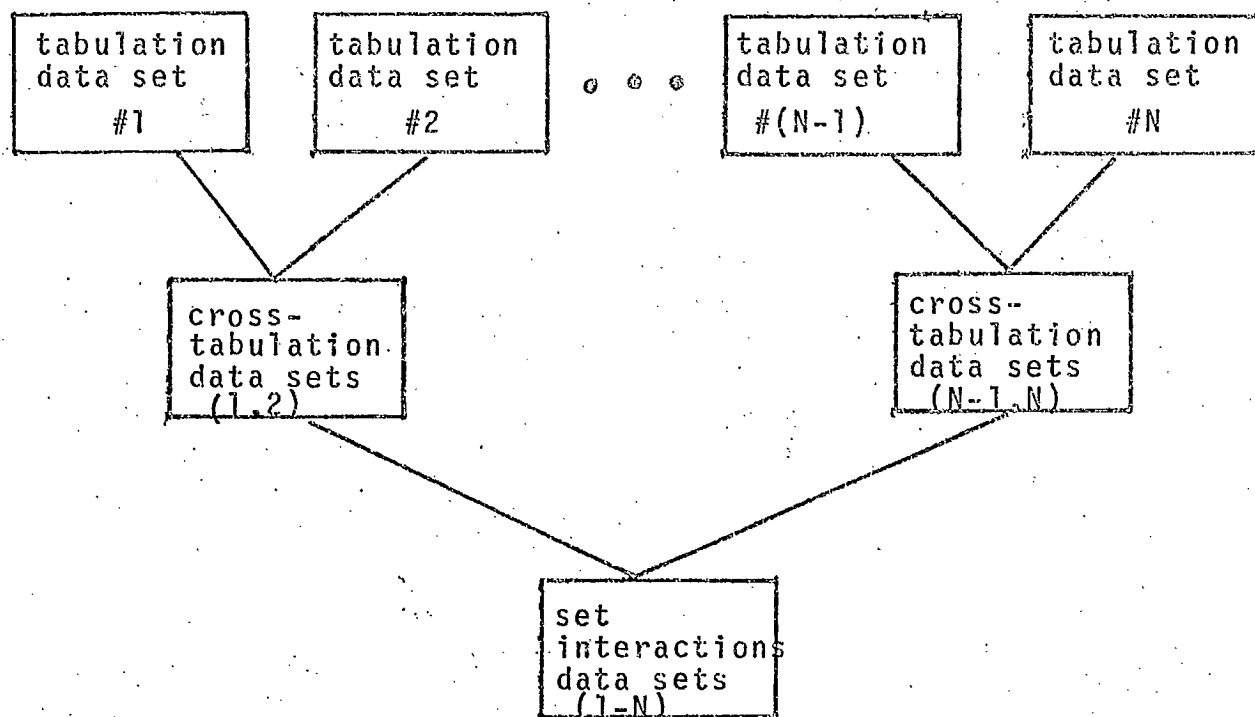 tabulation
data set
#1
tabulation
data set
#2
tabulation
data set
#(N-1)
tabulation
data set
#N
cross-
tabulation
data sets
(1,2)
cross-
tabulation
data sets
(N-1,N)
set
interactions
data sets
(1-N)